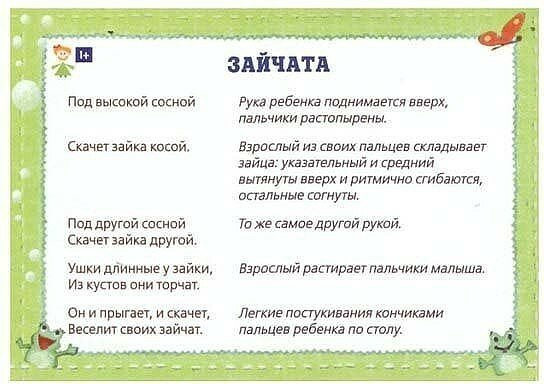 1+
ЗАЙЧАТА
Под высокой сосной
Рука ребенка поднимается вверх,
пальчики растопырены.
Скачет зайка косой.
Взрослый из своих пальцев складывает
зайца: указательный и средний
вытянуты вверх и ритмично сгибаются,
остальные согнуты.
Под другой сосной
Скачет зайка другой.
То же самое другой рукой.
Ушки длинные у зайки,
Из кустов они торчат.
Взрослый растирает пальчики малыша.
Он и прыгает, и скачет,
Веселит своих зайчат.
Легкие постукивания кончиками
пальцев ребенка по столу.